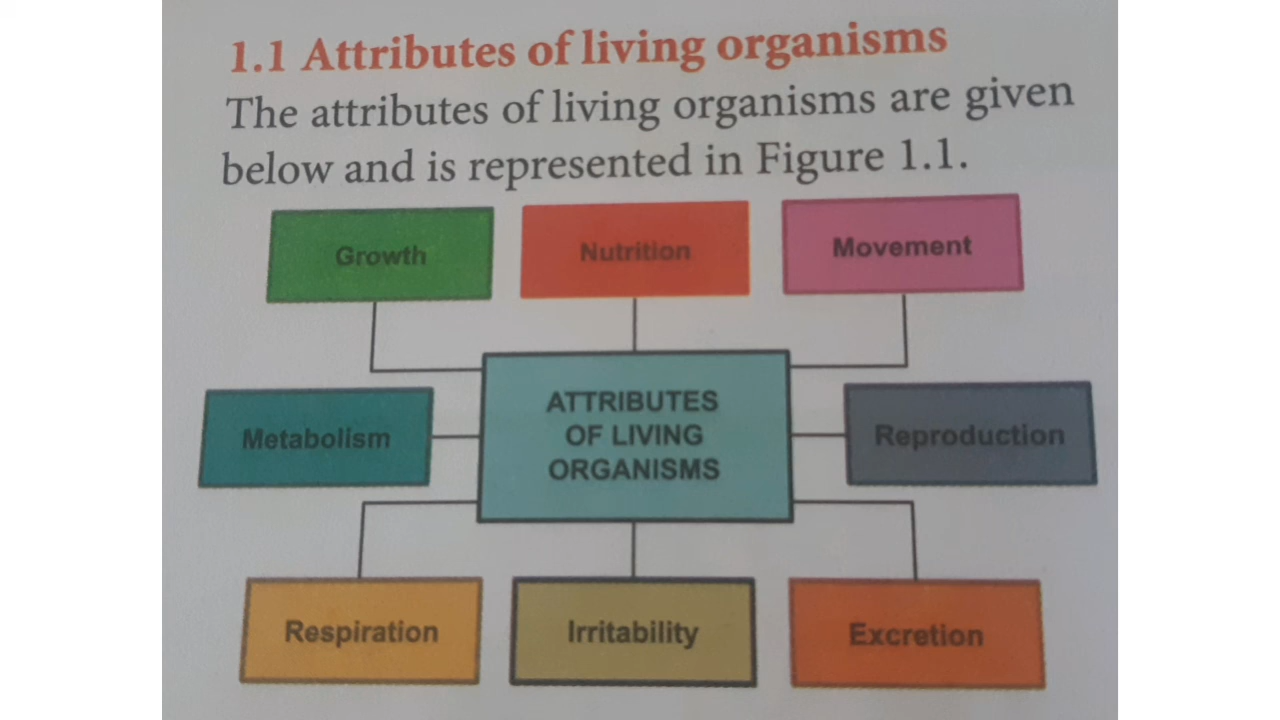 1.1 Attributes of living organisms
The attributes of living organisms are given
below and is represented in Figure 1.1.
Growth
Nutrition
Movement
Metabolism
ATTRIBUTES
OF LIVING
ORGANISMS
Reproduction
Respiration
Irritability
Excretion